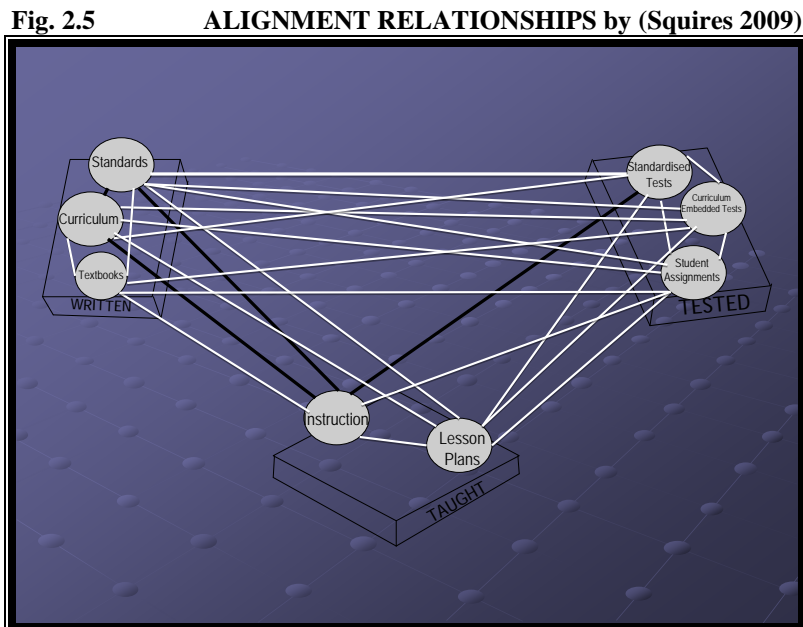 Fig. 2.5 ALIGNMENT RELATIONSHIPS by (Squires 2009)
Standards
Curriculum
Textbooks
WRITTEN
Standardised
Tests
Curriculum
Embedded Tests
Student
Assignments
TESTED
Instruction
Lesson
Plans
TAUGHT